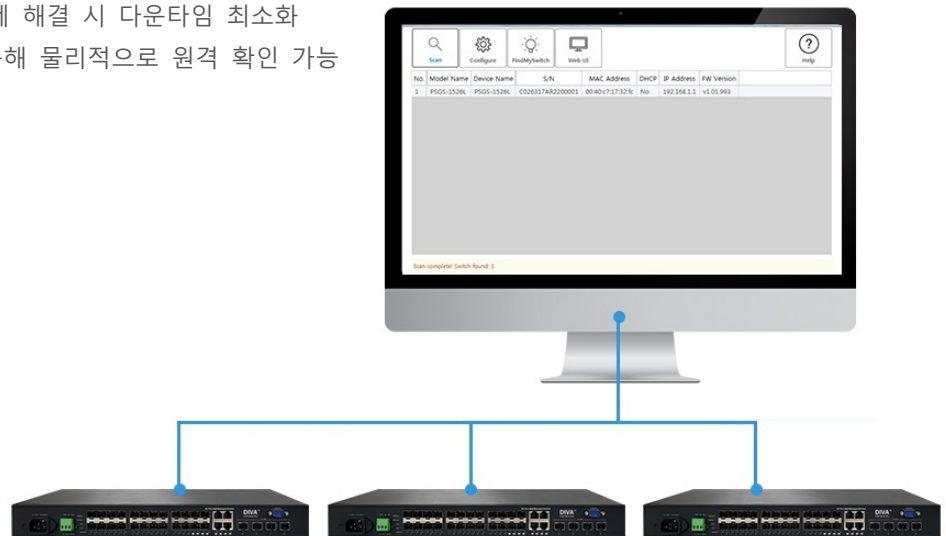 해결 시 다운타임 최소화
물리적으로 원격 확인 가능
Scan Configure FindMySwitch Web UI Help
No. Model Name Device Name S/N MAC Address DHCP IP Address FW Version
1 PSGS-1526L PSGS-1526L C026317AR2200001 00:40:c7:17:32:fc No 192.168.1.1 v1.01.993
Scan complete! Switch found: 1
DIVA DIVA DIVA